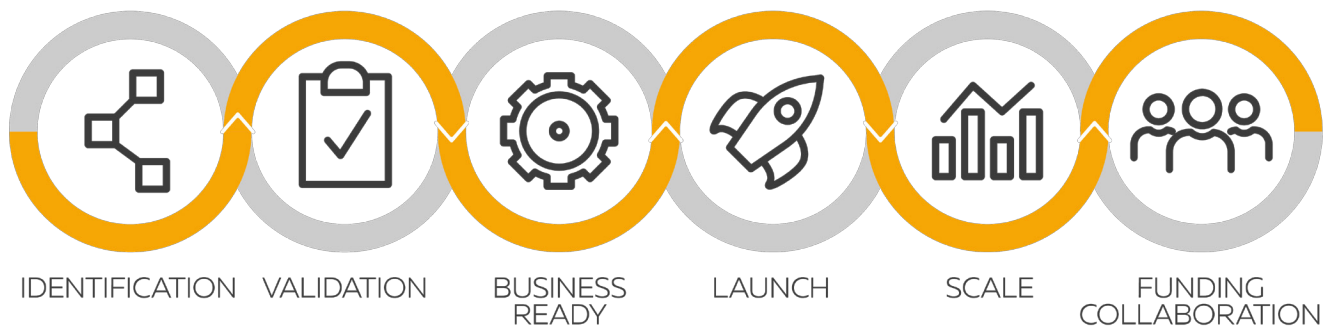 IDENTIFICATION
VALIDATION
BUSINESS
READY
LAUNCH
SCALE
FUNDING
COLLABORATION